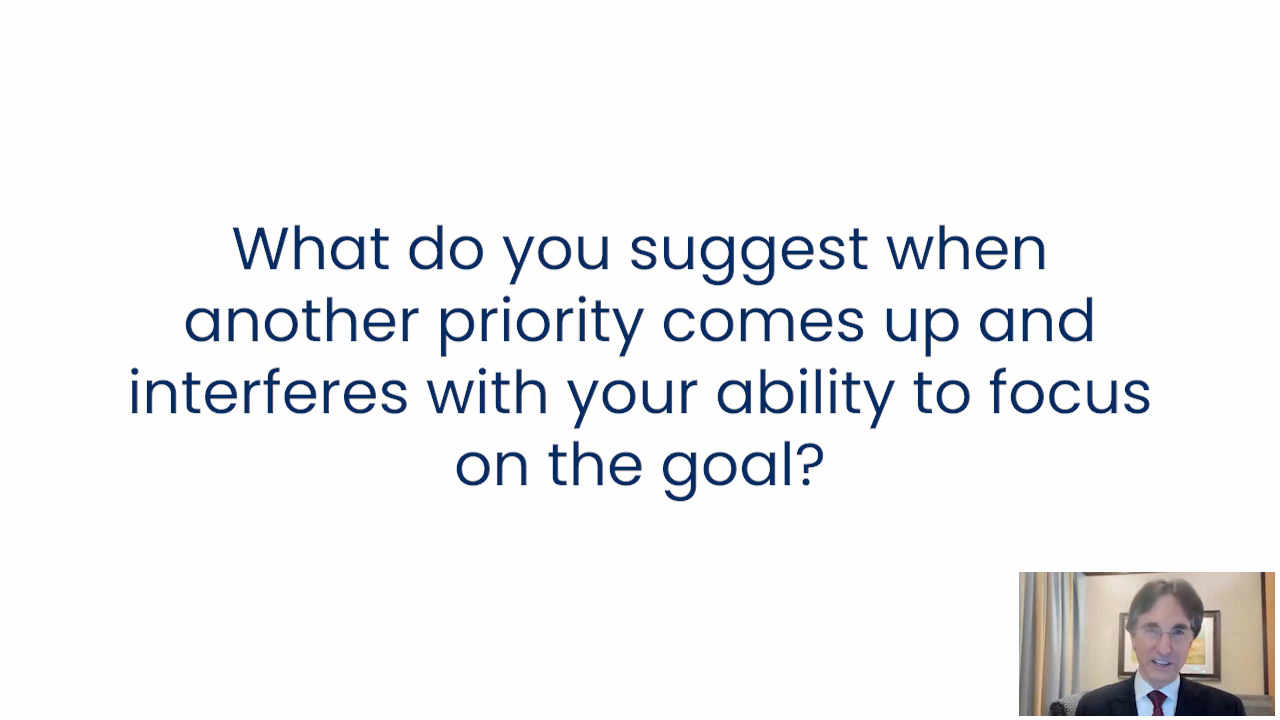 What do you suggest when
another priority comes up and
interferes with your ability to focus
on the goal?